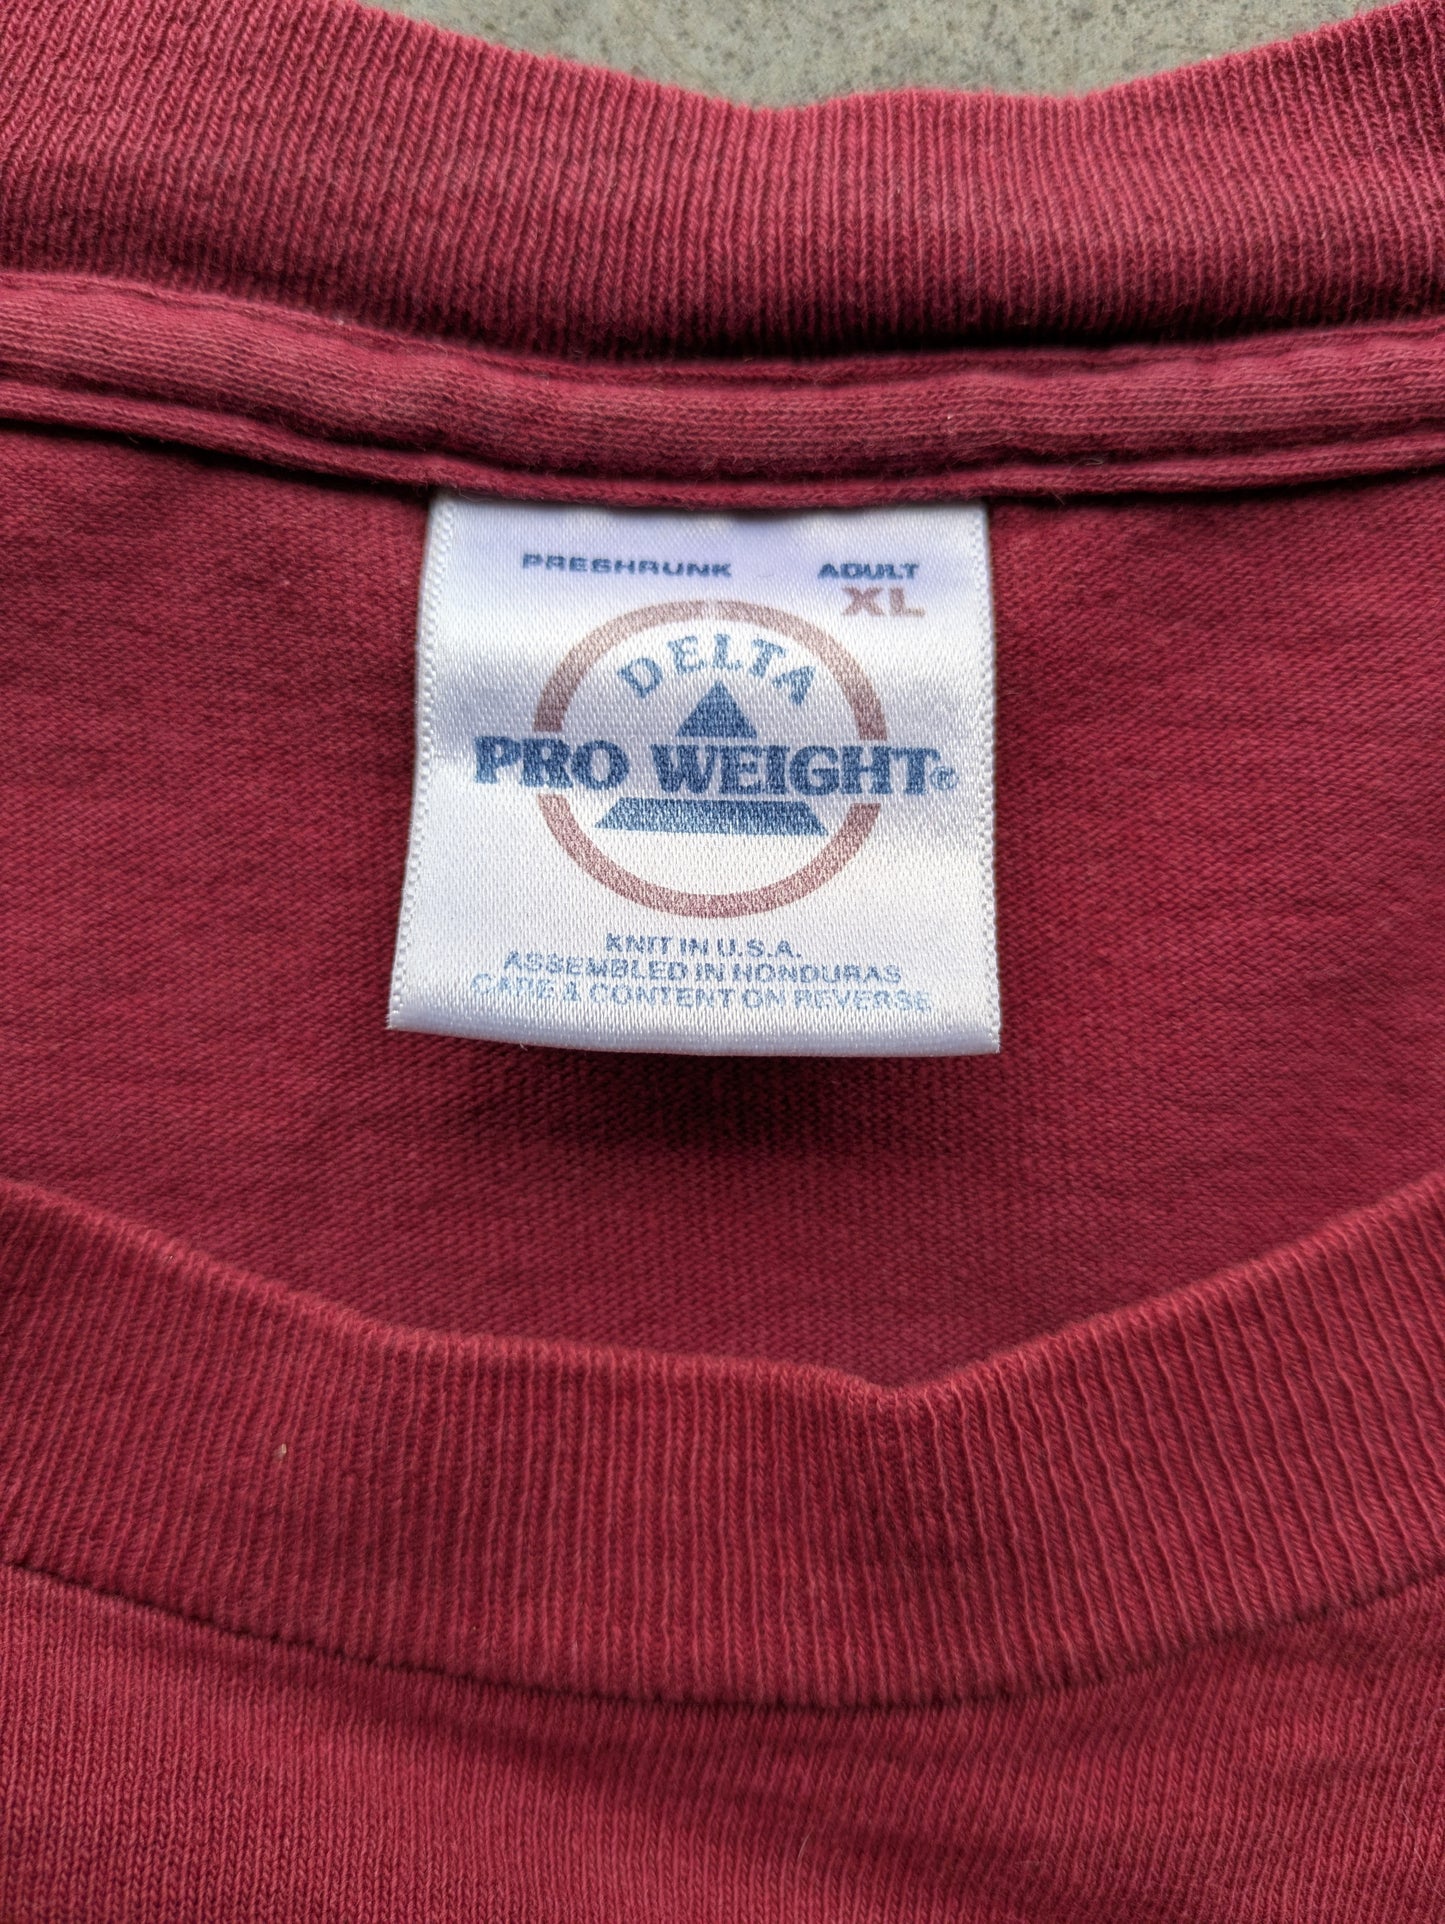 PRESHRUNK ADULT
XL
DELTA
PRO WEIGHT®
KNIT IN U.S.A.
ASSEMBLED IN HONDURAS
CARE & CONTENT ON REVERSE